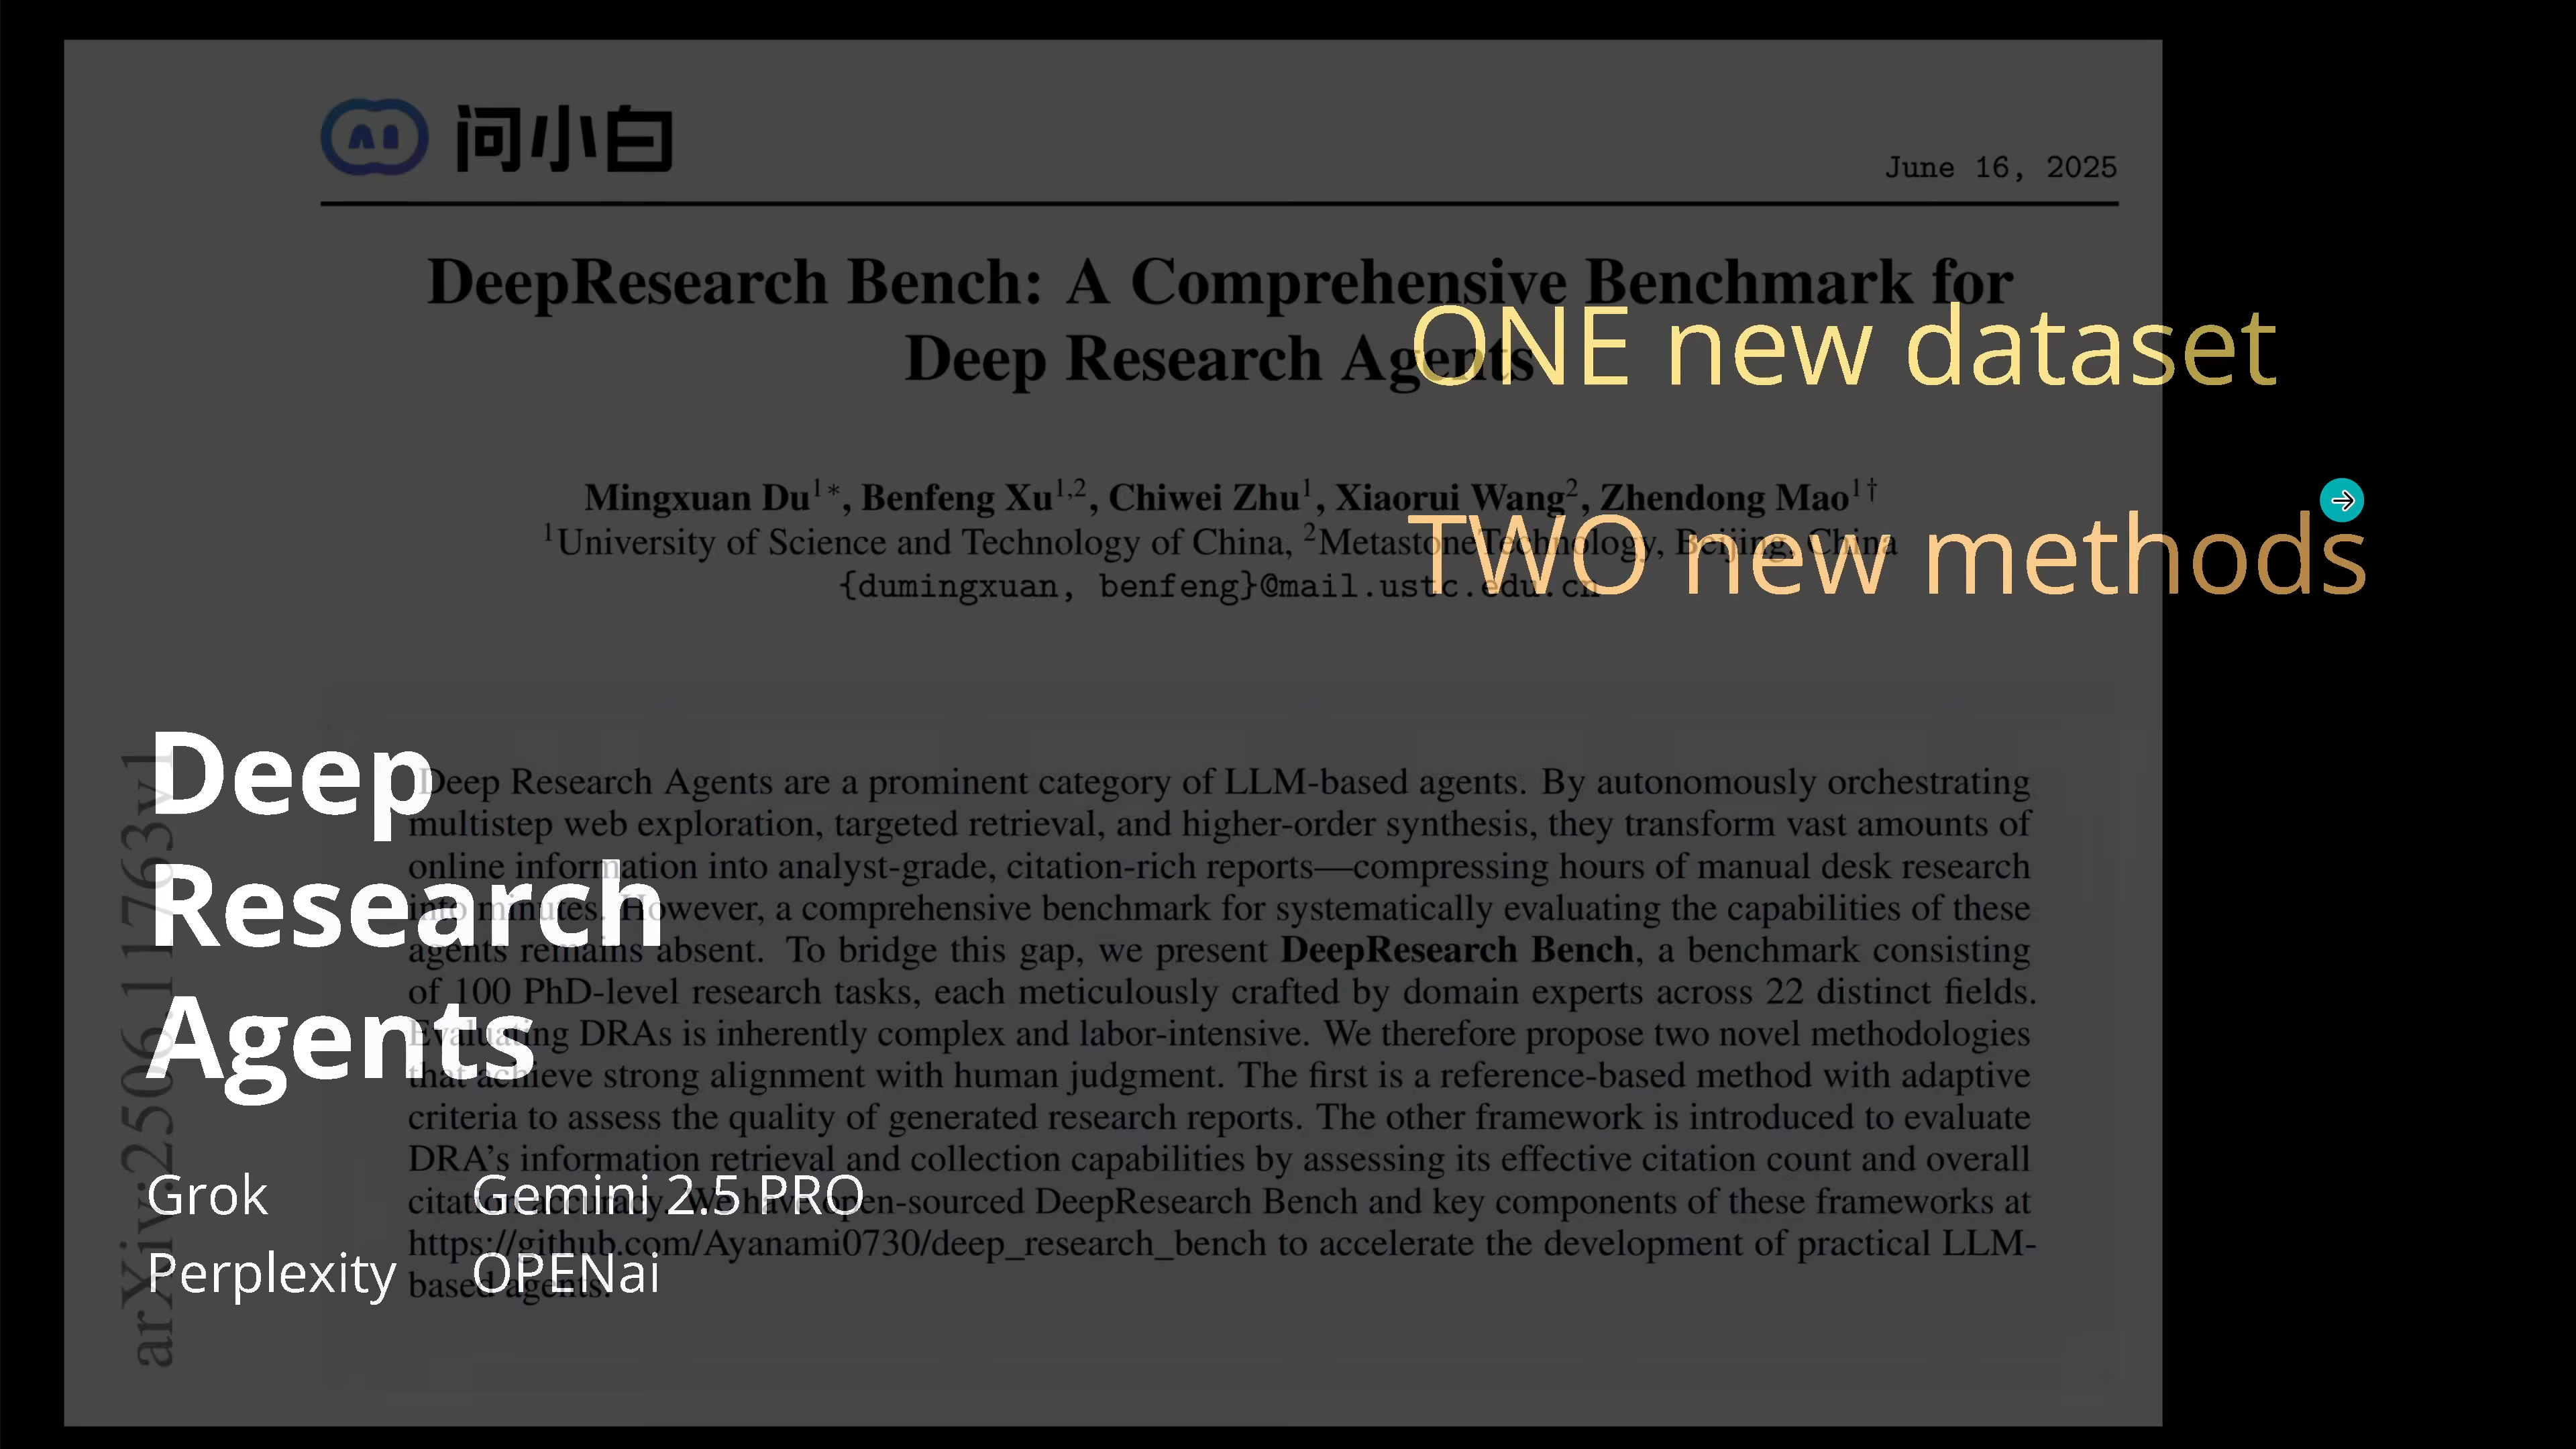 问小白
June 16, 2025
DeepResearch Bench: A Comprehensive Benchmark for
Deep Research Agents
ONE new dataset
Mingxuan Du1*, Benfeng Xu1,2, Chiwei Zhu1, Xiaorui Wang2, Zhendong Mao1†
1University of Science and Technology of China, 2MetastoneTechnology, Beijing, China
{dumingxuan, benfeng}@mail.ustc.edu.cn
TWO new methods
Deep Research Agents are a prominent category of LLM-based agents. By autonomously orchestrating
multistep web exploration, targeted retrieval, and higher-order synthesis, they transform vast amounts of
online information into analyst-grade, citation-rich reports—compressing hours of manual desk research
into minutes. However, a comprehensive benchmark for systematically evaluating the capabilities of these
agents remains absent. To bridge this gap, we present DeepResearch Bench, a benchmark consisting
of 100 PhD-level research tasks, each meticulously crafted by domain experts across 22 distinct fields.
Evaluating DRAs is inherently complex and labor-intensive. We therefore propose two novel methodologies
that achieve strong alignment with human judgment. The first is a reference-based method with adaptive
criteria to assess the quality of generated research reports. The other framework is introduced to evaluate
DRA’s information retrieval and collection capabilities by assessing its effective citation count and overall
citation accuracy. We have open-sourced DeepResearch Bench and key components of these frameworks at
https://github.com/Ayanami0730/deep_research_bench to accelerate the development of practical LLM-
based agents.
arXiv:2506.11763v1
Deep
Research
Agents
Grok Gemini 2.5 PRO
Perplexity OPENai